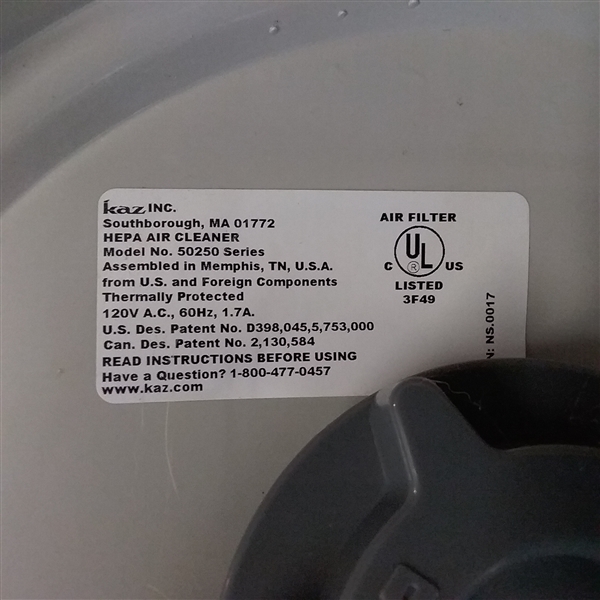 kaz INC.
Southborough, MA 01772
HEPA AIR CLEANER
Model No. 50250 Series
Assembled in Memphis, TN, U.S.A.
from U.S. and Foreign Components
Thermally Protected
120V A.C., 60Hz, 1.7A.
U.S. Des. Patent No. D398,045,5,753,000
Can. Des. Patent No. 2,130,584
READ INSTRUCTIONS BEFORE USING
Have a Question? 1-800-477-0457
www.kaz.com
AIR FILTER
C UL ® US
LISTED
3F49
N: NS.0017